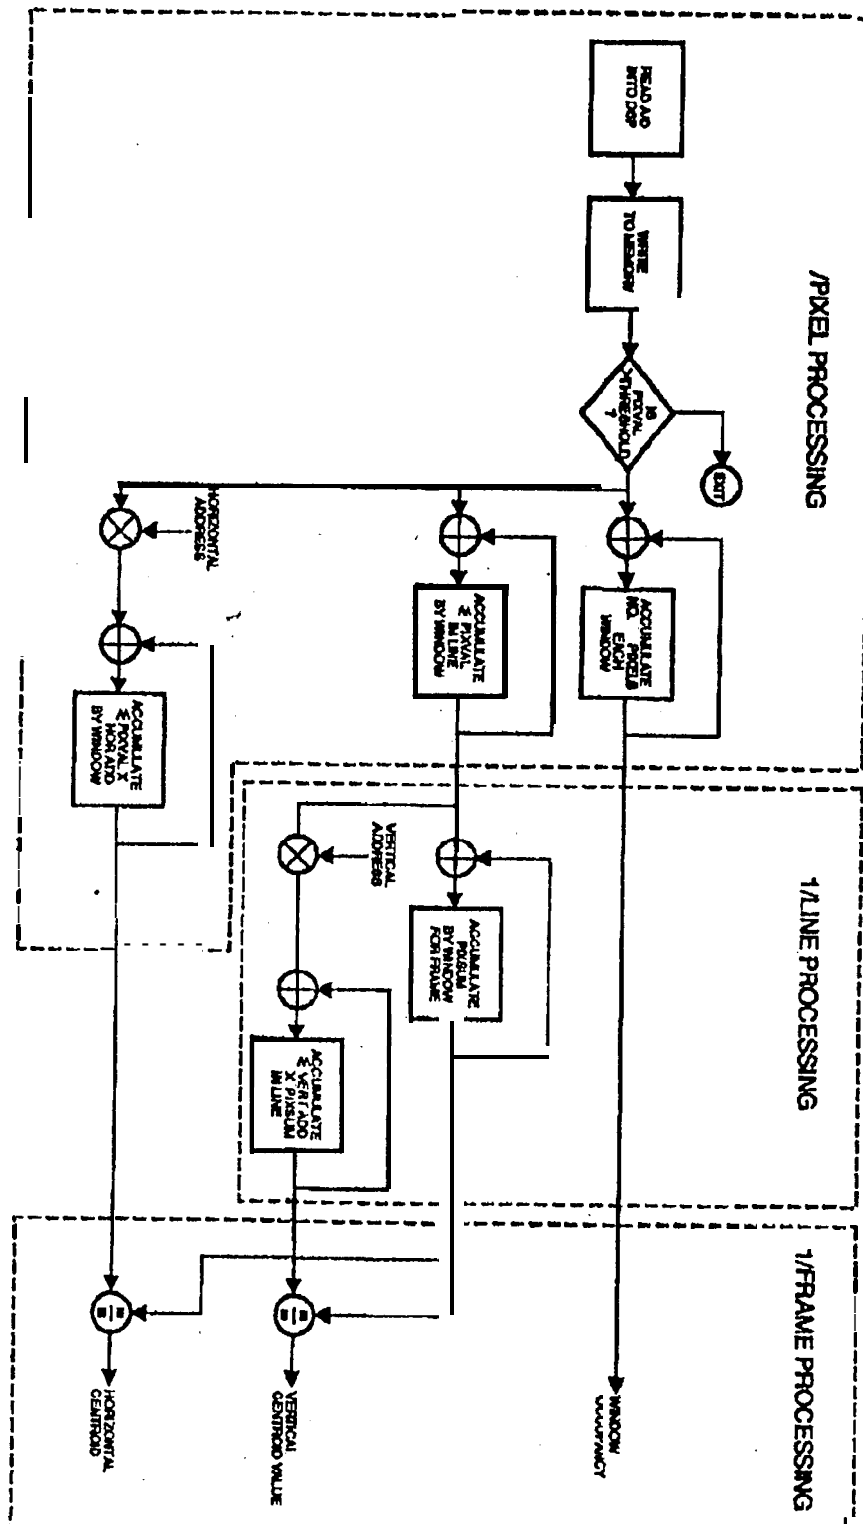 /PIXEL PROCESSING
READ A/D
INTO DSP
WRITE
TO MEMORY
IS
PIXVAL
>THRESHOLD
?
EXIT
ACCUMULATE
NO. PIXELS
EACH
WINDOW
ACCUMULATE
Σ PIXVAL
IN LINE
BY WINDOW
HORIZONTAL
ADDRESS
ACCUMULATE
Σ PIXVAL X
HOR ADD
BY WINDOW
1/LINE PROCESSING
ACCUMULATE
PIXSUM
BY WINDOW
FOR FRAME
VERTICAL
ADDRESS
ACCUMULATE
Σ VERT ADD
X PIXSUM
IN LINE
1/FRAME PROCESSING
WINDOW
OCCUPANCY
VERTICAL
CENTROID VALUE
HORIZONTAL
CENTROID